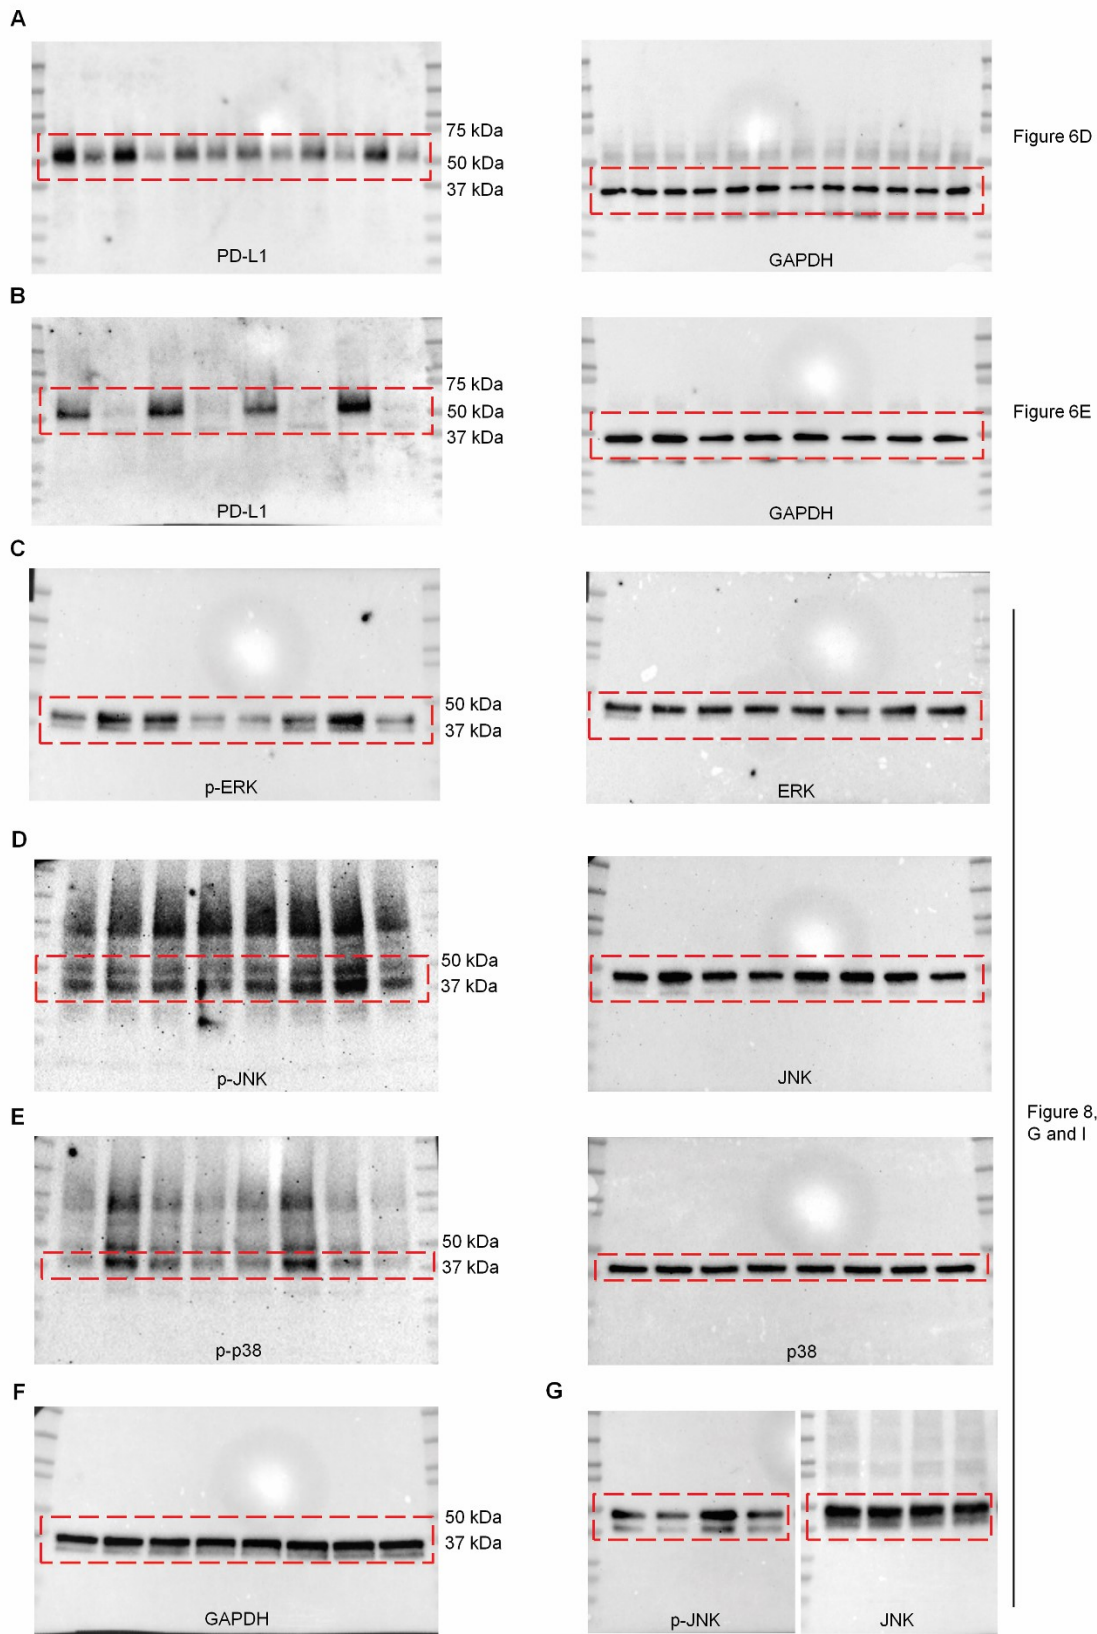 A
75 kDa
50 kDa
37 kDa
PD-L1
GAPDH
Figure 6D
B
75 kDa
50 kDa
37 kDa
PD-L1
GAPDH
Figure 6E
C
50 kDa
37 kDa
p-ERK
ERK
D
50 kDa
37 kDa
p-JNK
JNK
E
50 kDa
37 kDa
p-p38
p38
Figure 8,
G and I
F
50 kDa
37 kDa
GAPDH
G
p-JNK
JNK